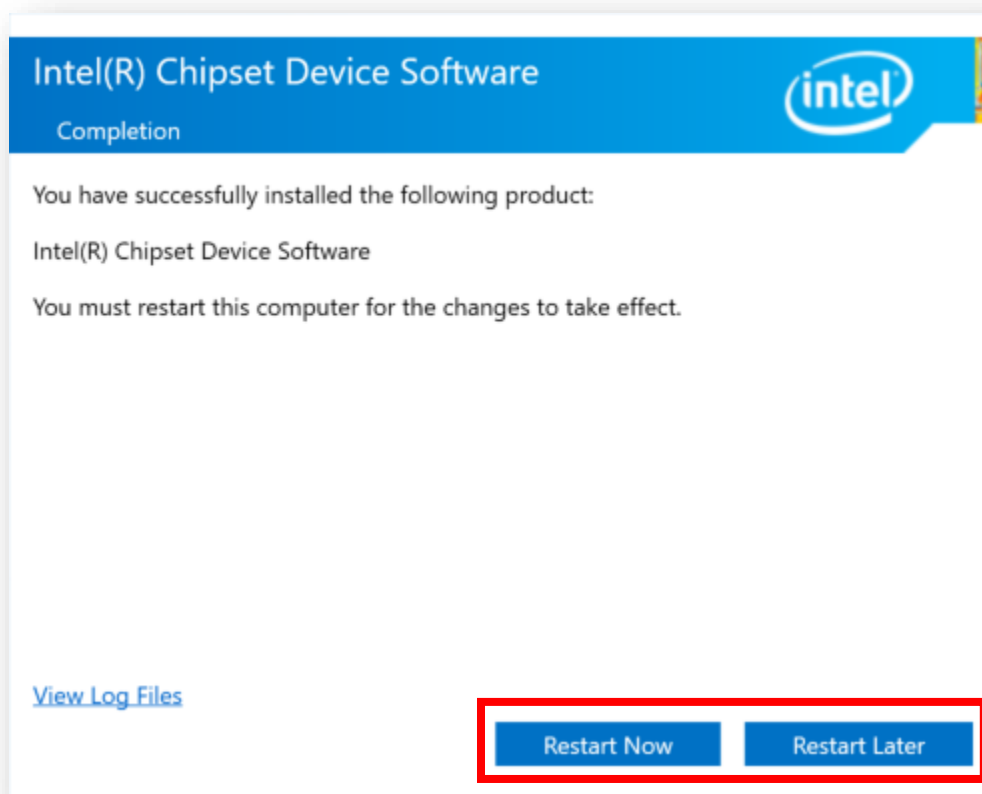 Intel(R) Chipset Device Software
intel
Completion
You have successfully installed the following product:
Intel(R) Chipset Device Software
You must restart this computer for the changes to take effect.
View Log Files
Restart Now
Restart Later